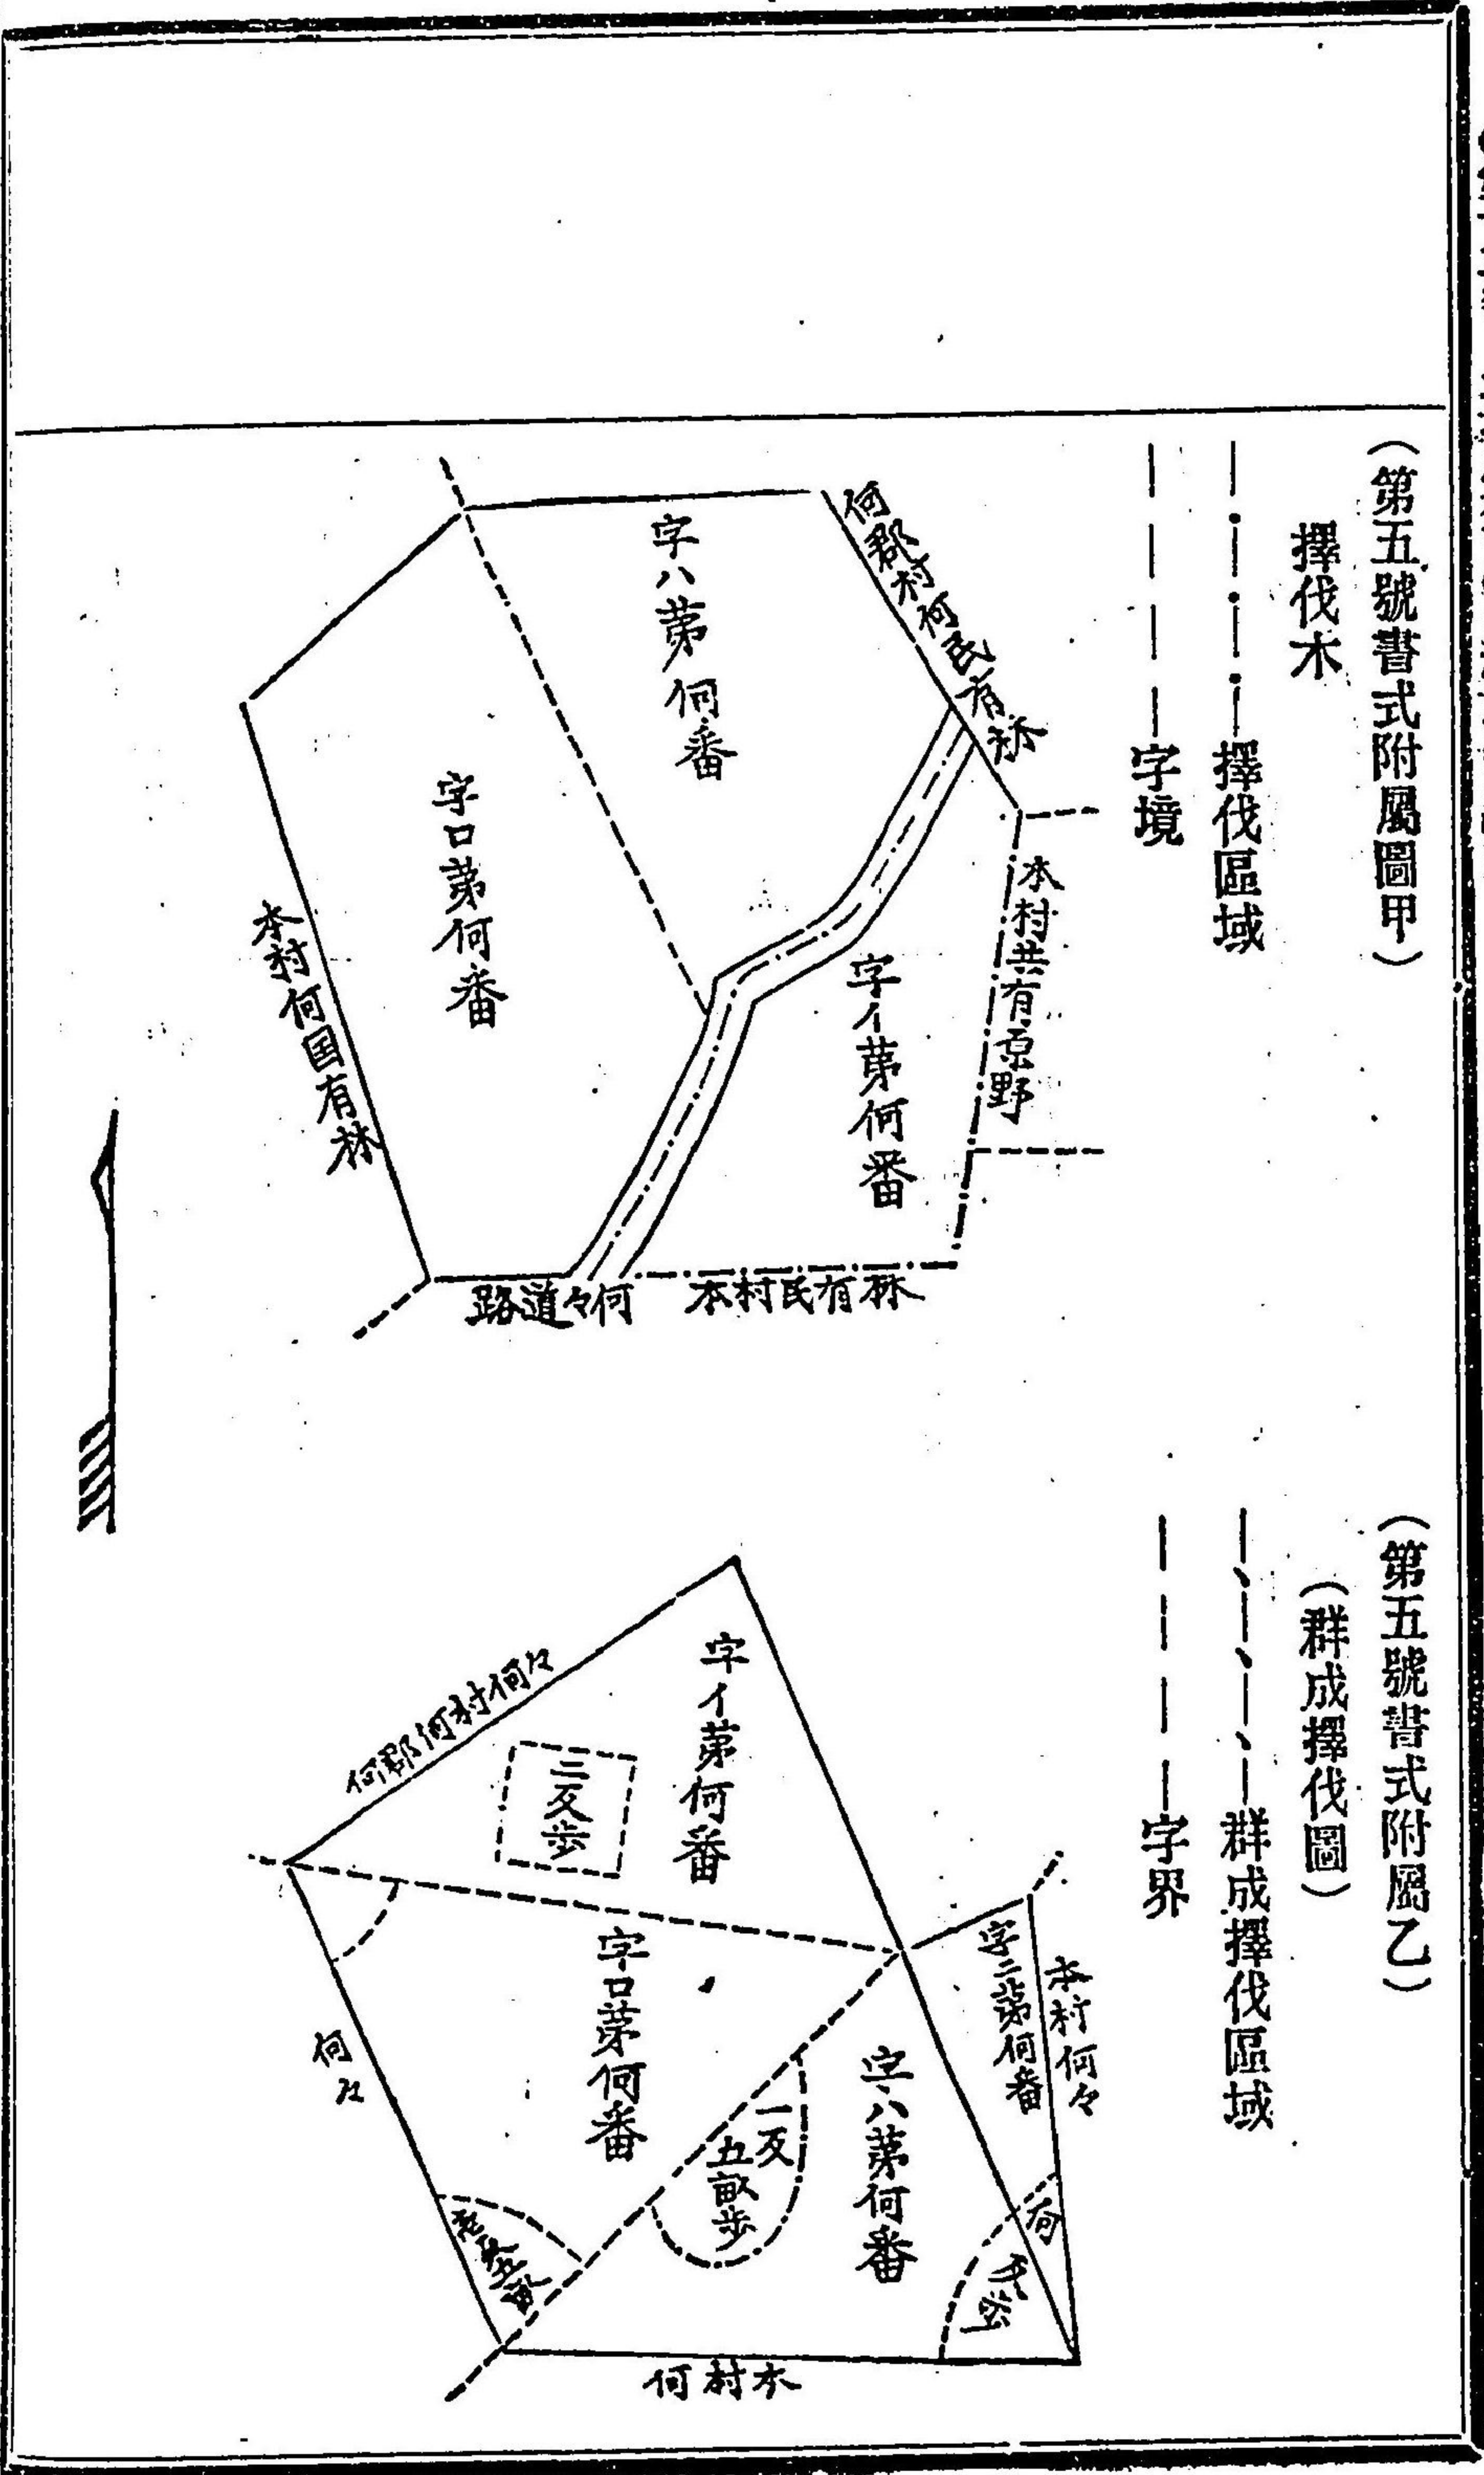 (第五號書式附屬圖甲)
擇伐木
擇伐區域
字境
何郡村何民有林
本村共有原野
字ハ第何番
字イ第何番
字ロ第何番
本村何国有林
本村民有林
何々道路
(第五號書式附屬乙)
(群成擇伐圖)
群成擇伐區域
字界
本村何々
字ニ第何番
字イ第何番
三反歩
何郡何村何々
字ハ第何番
一反
五畝歩
字ロ第何番
何々
何
反歩
本村何